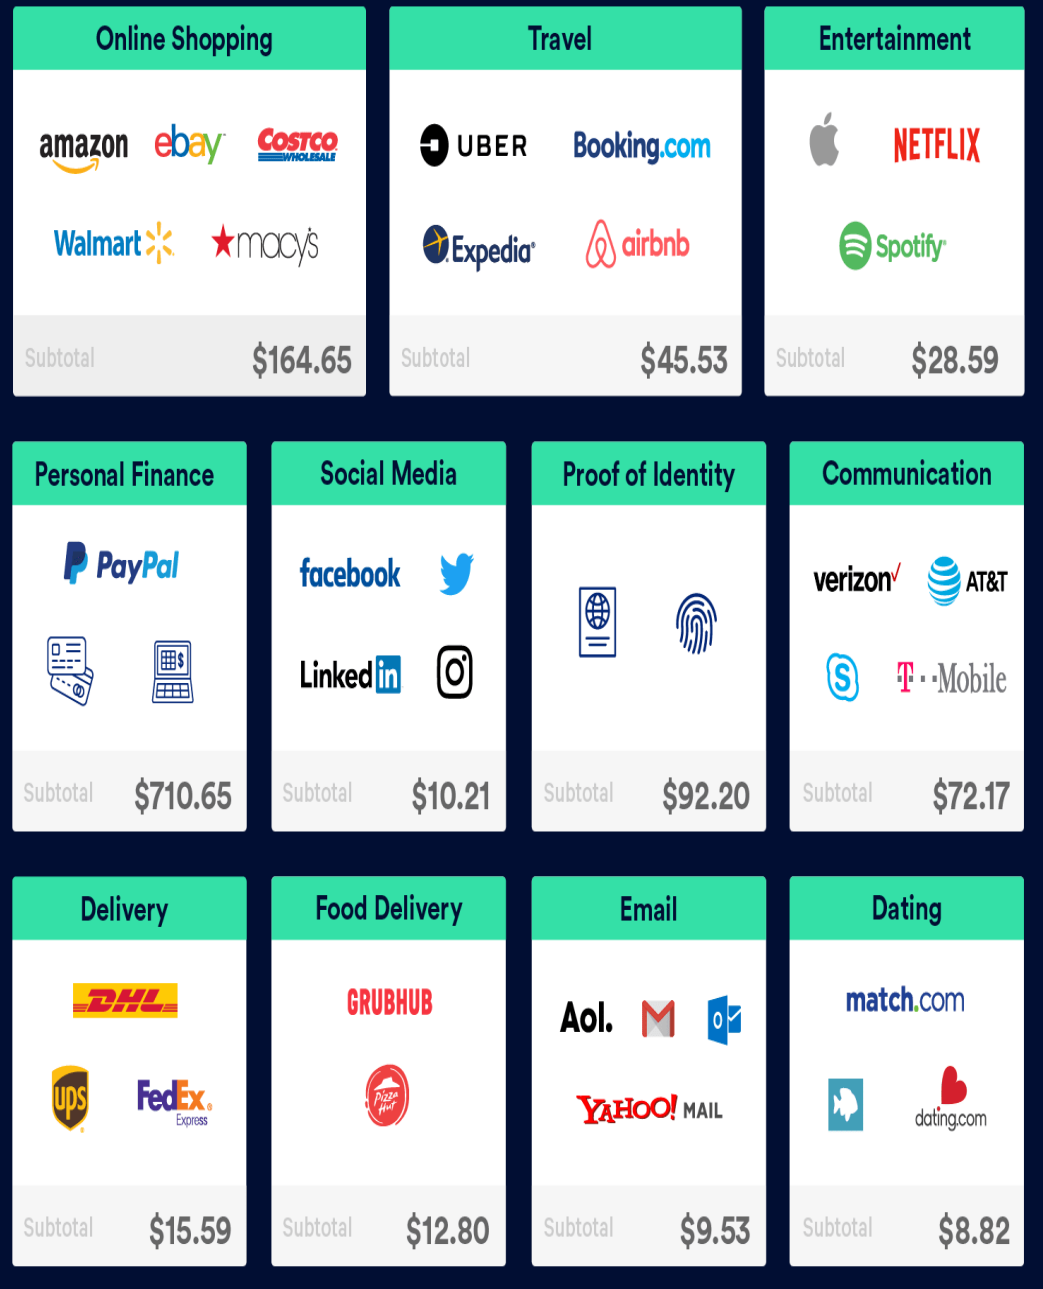 Online Shopping
amazon ebay™ COSTCO
WHOLESALE
Walmart macy's
Subtotal $164.65
Travel
UBER Booking.com
Expedia® airbnb
Subtotal $45.53
Entertainment
NETFLIX
Spotify®
Subtotal $28.59
Personal Finance
P PayPal
$
Subtotal $710.65
Social Media
facebook
Linked in
Subtotal $10.21
Proof of Identity
Subtotal $92.20
Communication
verizon✓ AT&T
S T··Mobile
Subtotal $72.17
Delivery
DHL
ups FedEx®
Express
Subtotal $15.59
Food Delivery
GRUBHUB
Pizza
Hut
Subtotal $12.80
Email
Aol. M O
YAHOO! MAIL
Subtotal $9.53
Dating
match.com
dating.com
Subtotal $8.82